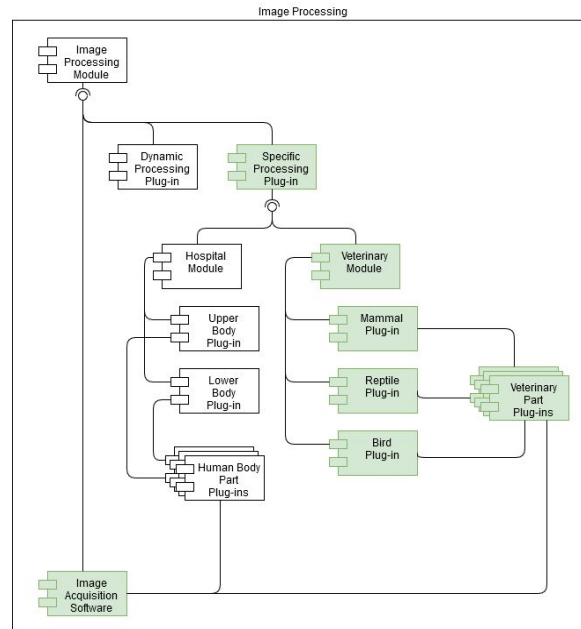 Image Processing
Image
Processing
Module
Dynamic
Processing
Plug-in
Specific
Processing
Plug-in
Hospital
Module
Veterinary
Module
Upper
Body
Plug-in
Mammal
Plug-in
Lower
Body
Plug-in
Reptile
Plug-in
Veterinary
Part
Plug-ins
Bird
Plug-in
Human Body
Part
Plug-ins
Image
Acquisition
Software